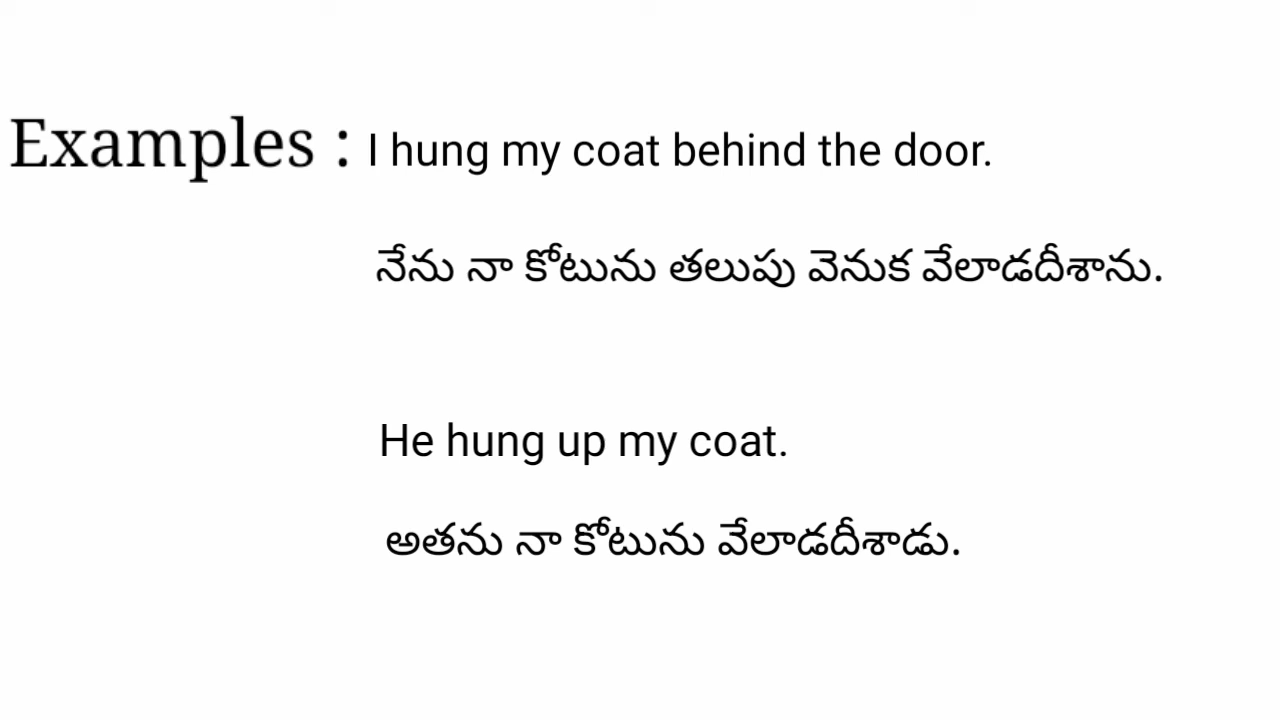 Examples : I hung my coat behind the door.
నేను నా కోటును తలుపు వెనుక వేలాడదీశాను.
He hung up my coat.
అతను నా కోటును వేలాడదీశాడు.